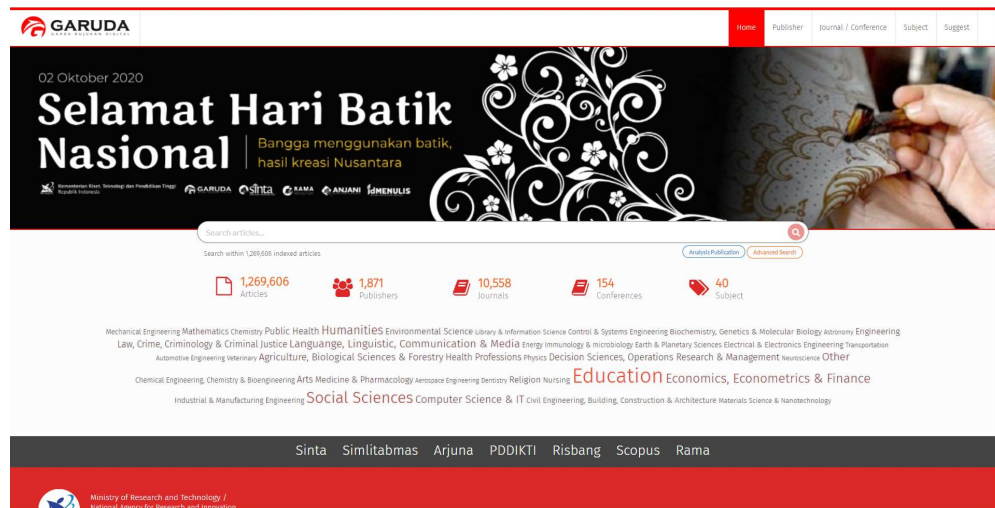 GARUDA
GARBA RUJUKAN DIGITAL
Home Publisher Journal / Conference Subject Suggest
02 Oktober 2020
Selamat Hari Batik
Nasional
Bangga menggunakan batik,
hasil kreasi Nusantara
Kementerian Riset, Teknologi dan Pendidikan Tinggi
Republik Indonesia
GARUDA sinta RAMA ANJANI IDMENULIS
Search articles...
Search within 1,269,606 indexed articles
Analysis Publication Advanced Search
1,269,606 1,871 10,558 154 40
Articles Publishers Journals Conferences Subject
Mechanical Engineering Mathematics Chemistry Public Health Humanities Environmental Science Library & Information Science Control & Systems Engineering Biochemistry, Genetics & Molecular Biology Astronomy Engineering
Law, Crime, Criminology & Criminal Justice Languange, Linguistic, Communication & Media Energy Immunology & microbiology Earth & Planetary Sciences Electrical & Electronics Engineering Transportation
Automotive Engineering Veterinary Agriculture, Biological Sciences & Forestry Health Professions Physics Decision Sciences, Operations Research & Management Neuroscience Other
Chemical Engineering, Chemistry & Bioengineering Arts Medicine & Pharmacology Aerospace Engineering Dentistry Religion Nursing Education Economics, Econometrics & Finance
Industrial & Manufacturing Engineering Social Sciences Computer Science & IT Civil Engineering, Building, Construction & Architecture Materials Science & Nanotechnology
Sinta Simlitabmas Arjuna PDDIKTI Risbang Scopus Rama
Ministry of Research and Technology /
National Agency for Research and Innovation